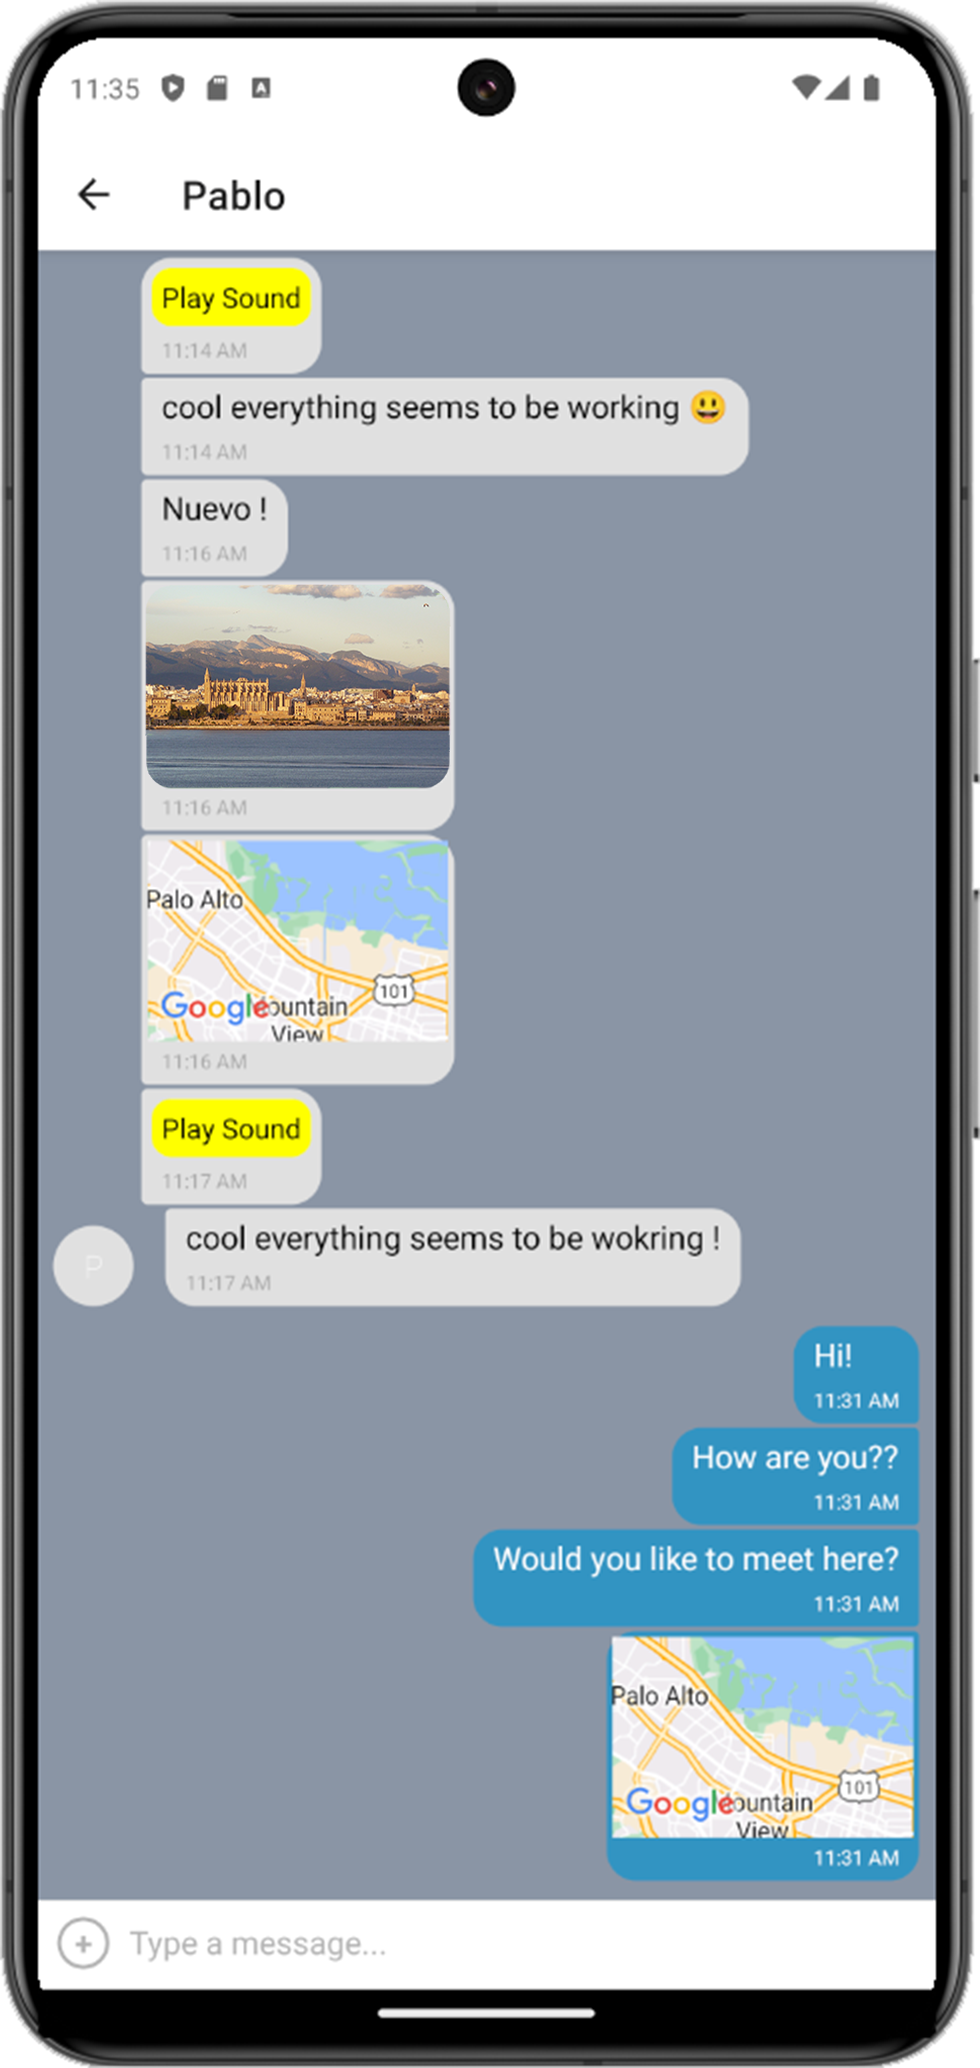 11:35
Pablo
Play Sound
11:14 AM
cool everything seems to be working 😃
11:14 AM
Nuevo !
11:16 AM
11:16 AM
Palo Alto
101
Google ountain
View
11:16 AM
Play Sound
11:17 AM
cool everything seems to be wokring !
P
11:17 AM
Hi!
11:31 AM
How are you??
11:31 AM
Would you like to meet here?
11:31 AM
Palo Alto
101
Google ountain
View
11:31 AM
Type a message...